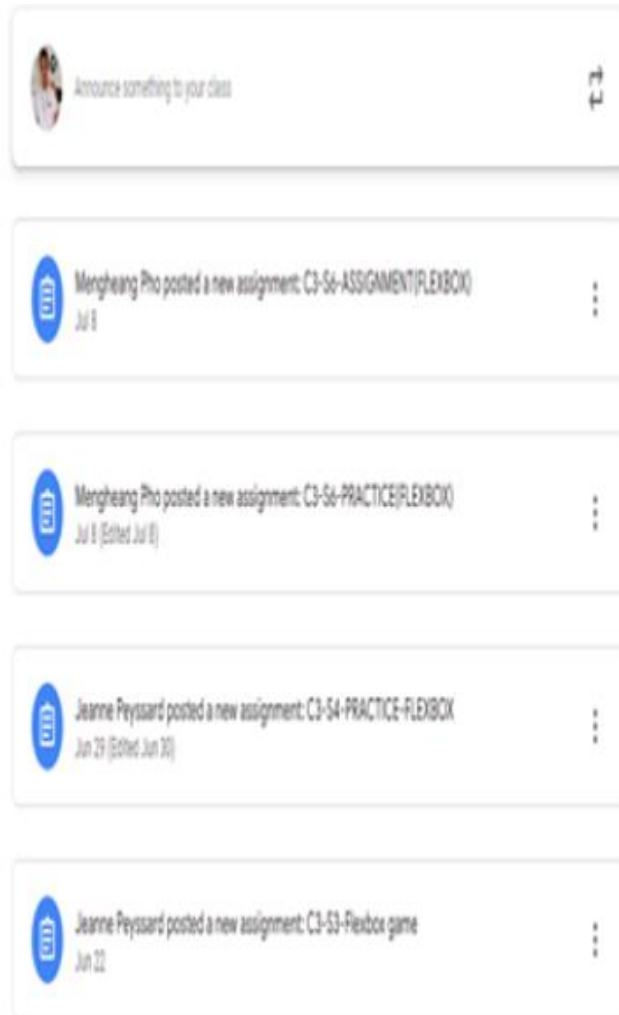 Announce something to your class
Mengheang Pho posted a new assignment: C3-S6-ASSIGNMENT(FLEXBOX)
Jul 8
Mengheang Pho posted a new assignment: C3-S6-PRACTICE(FLEXBOX)
Jul 8 (Edited Jul 8)
Jeanne Peyssard posted a new assignment: C3-S4-PRACTICE-FLEXBOX
Jun 29 (Edited Jun 30)
Jeanne Peyssard posted a new assignment: C3-S3-Flexbox game
Jun 22